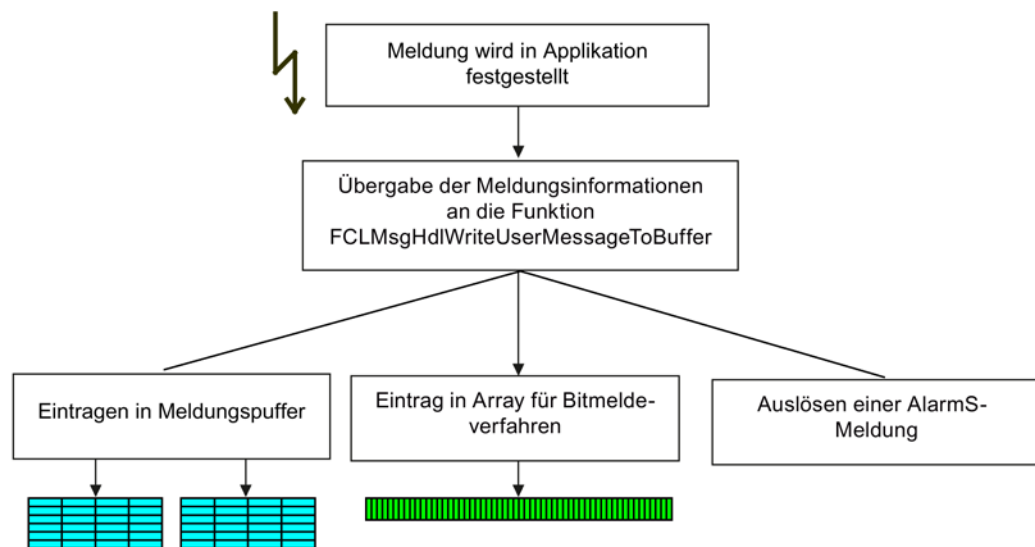 Meldung wird in Applikation
festgestellt
Übergabe der Meldungsinformationen
an die Funktion
FCLMsgHdlWriteUserMessageToBuffer
Eintragen in Meldungspuffer
Eintrag in Array für Bitmelde-
verfahren
Auslösen einer AlarmS-
Meldung